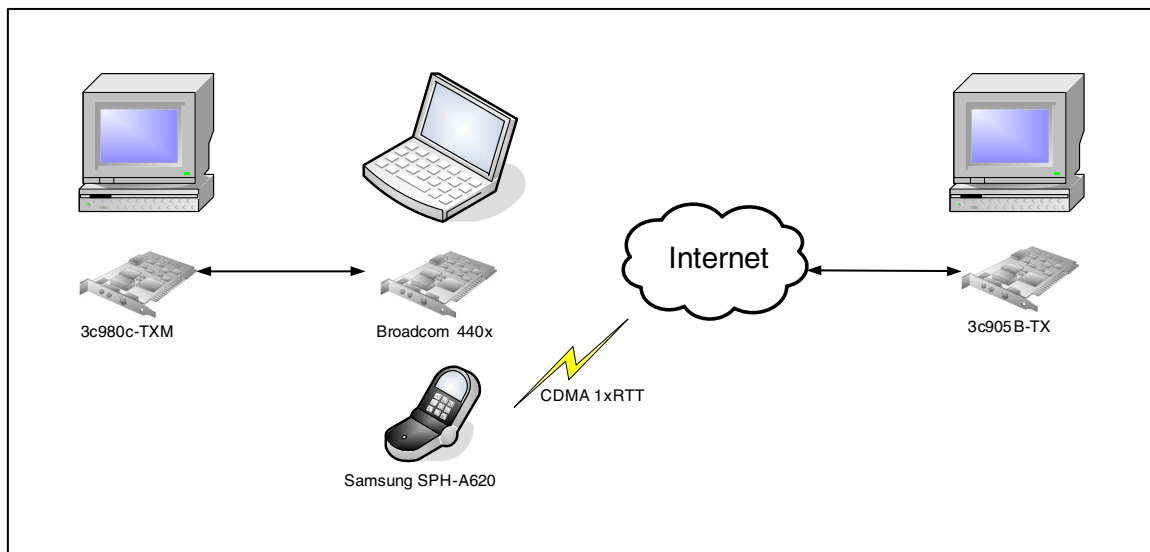 Internet
3c980c-TXM
Broadcom 440x
3c905B-TX
CDMA 1xRTT
Samsung SPH-A620